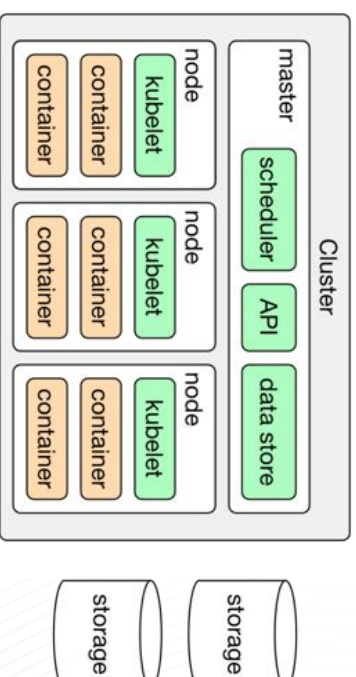 Cluster
master
scheduler
API
data store
node
kubelet
container
container
node
kubelet
container
container
node
kubelet
container
container
storage
storage